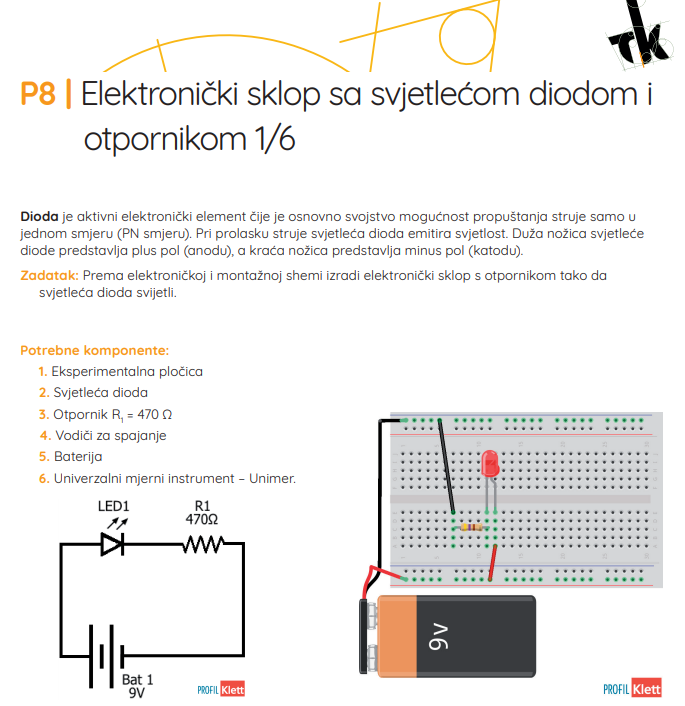 P8 | Elektronički sklop sa svjetlećom diodom i
otpornikom 1/6
Dioda je aktivni elektronički element čije je osnovno svojstvo mogućnost propuštanja struje samo u
jednom smjeru (PN smjeru). Pri prolasku struje svjetleća dioda emitira svjetlost. Duža nožica svjetleće
diode predstavlja plus pol (anodu), a kraća nožica predstavlja minus pol (katodu).
Zadatak: Prema elektroničkoj i montažnoj shemi izradi elektronički sklop s otpornikom tako da
svjetleća dioda svijetli.
Potrebne komponente:
1. Eksperimentalna pločica
2. Svjetleća dioda
3. Otpornik R₁ = 470 Ω
4. Vodiči za spajanje
5. Baterija
6. Univerzalni mjerni instrument – Unimer.
LED1
R1
470Ω
Bat 1
9V
PROFIL Klett
9v
PROFIL Klett